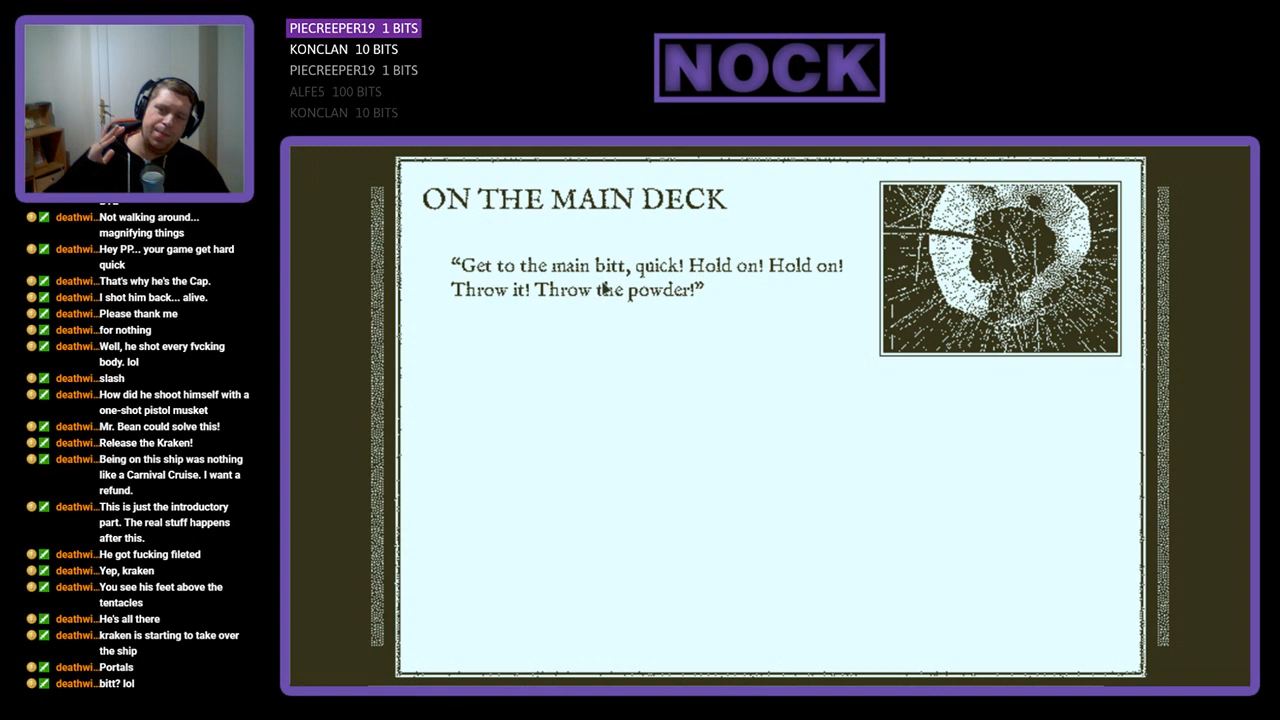 PIECREEPER19 1 BITS
KONCLAN 10 BITS
PIECREEPER19 1 BITS
ALFES 100 BITS
KONCLAN 10 BITS
NOCK
deathwi...Not walking around...
magnifying things
deathwi...Hey PP... your game get hard
quick
deathwi...That's why he's the Cap.
deathwi...I shot him back... alive.
deathwi...Please thank me
deathwi...for nothing
deathwi...Well, he shot every fvcking
body. lol
deathwi...slash
deathwi...How did he shoot himself with a
one-shot pistol musket
deathwi...Mr. Bean could solve this!
deathwi...Release the Kraken!
deathwi...Being on this ship was nothing
like a Carnival Cruise. I want a
refund.
deathwi...This is just the introductory
part. The real stuff happens
after this.
deathwi...He got fucking fileted
deathwi...Yep, kraken
deathwi...You see his feet above the
tentacles
deathwi...He's all there
deathwi...kraken is starting to take over
the ship
deathwi...Portals
deathwi...bitt? lol
ON THE MAIN DECK
“Get to the main bitt, quick! Hold on! Hold on!
Throw it! Throw the powder!”